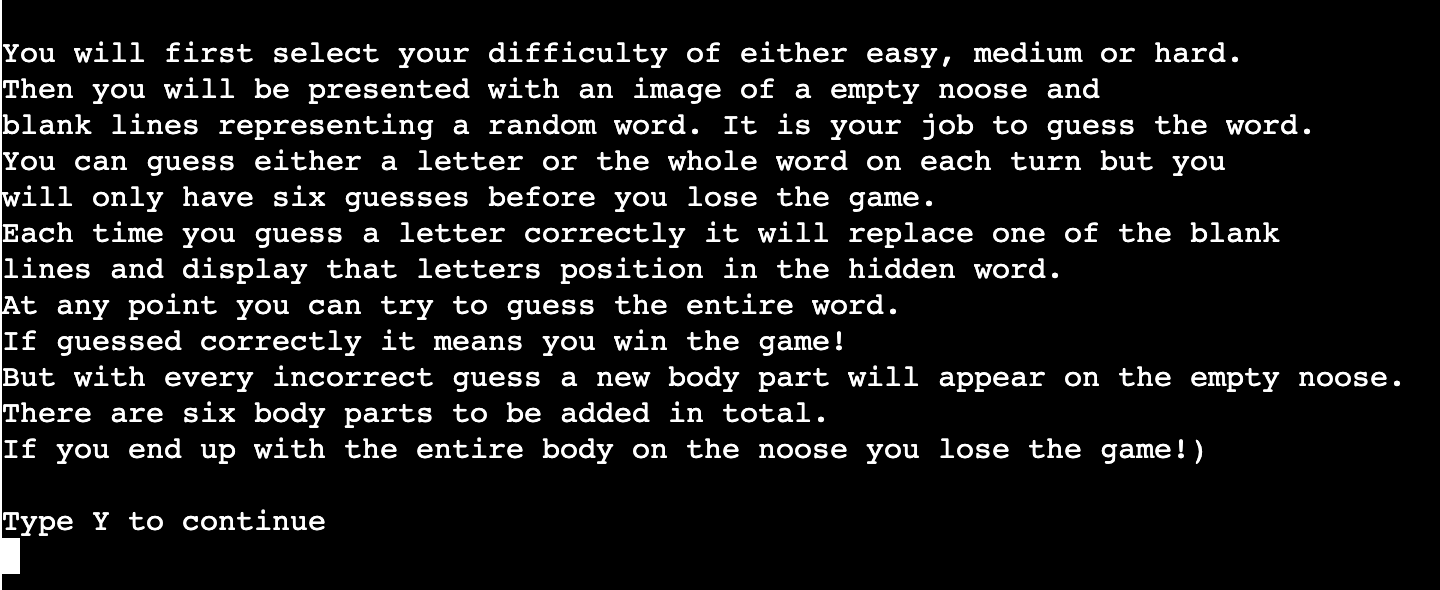 You will first select your difficulty of either easy, medium or hard.
Then you will be presented with an image of a empty noose and
blank lines representing a random word. It is your job to guess the word.
You can guess either a letter or the whole word on each turn but you
will only have six guesses before you lose the game.
Each time you guess a letter correctly it will replace one of the blank
lines and display that letters position in the hidden word.
At any point you can try to guess the entire word.
If guessed correctly it means you win the game!
But with every incorrect guess a new body part will appear on the empty noose.
There are six body parts to be added in total.
If you end up with the entire body on the noose you lose the game!)
Type Y to continue